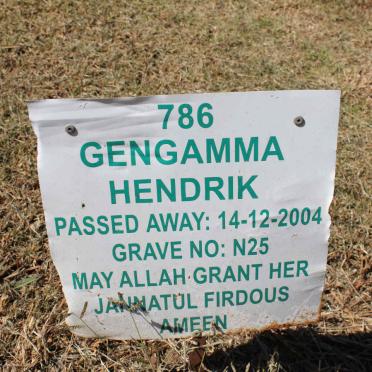 786
GENGAMMA
HENDRIK
PASSED AWAY: 14-12-2004
GRAVE NO: N25
MAY ALLAH GRANT HER
JANNATUL FIRDOUS
AMEEN